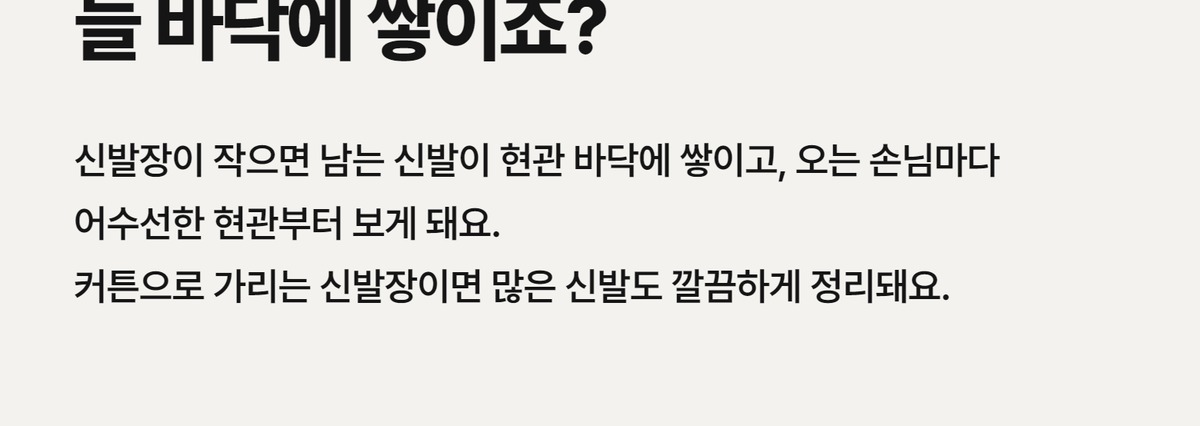 들 바닥에 쌓이죠?
신발장이 작으면 남는 신발이 현관 바닥에 쌓이고, 오는 손님마다
어수선한 현관부터 보게 돼요.
커튼으로 가리는 신발장이면 많은 신발도 깔끔하게 정리돼요.